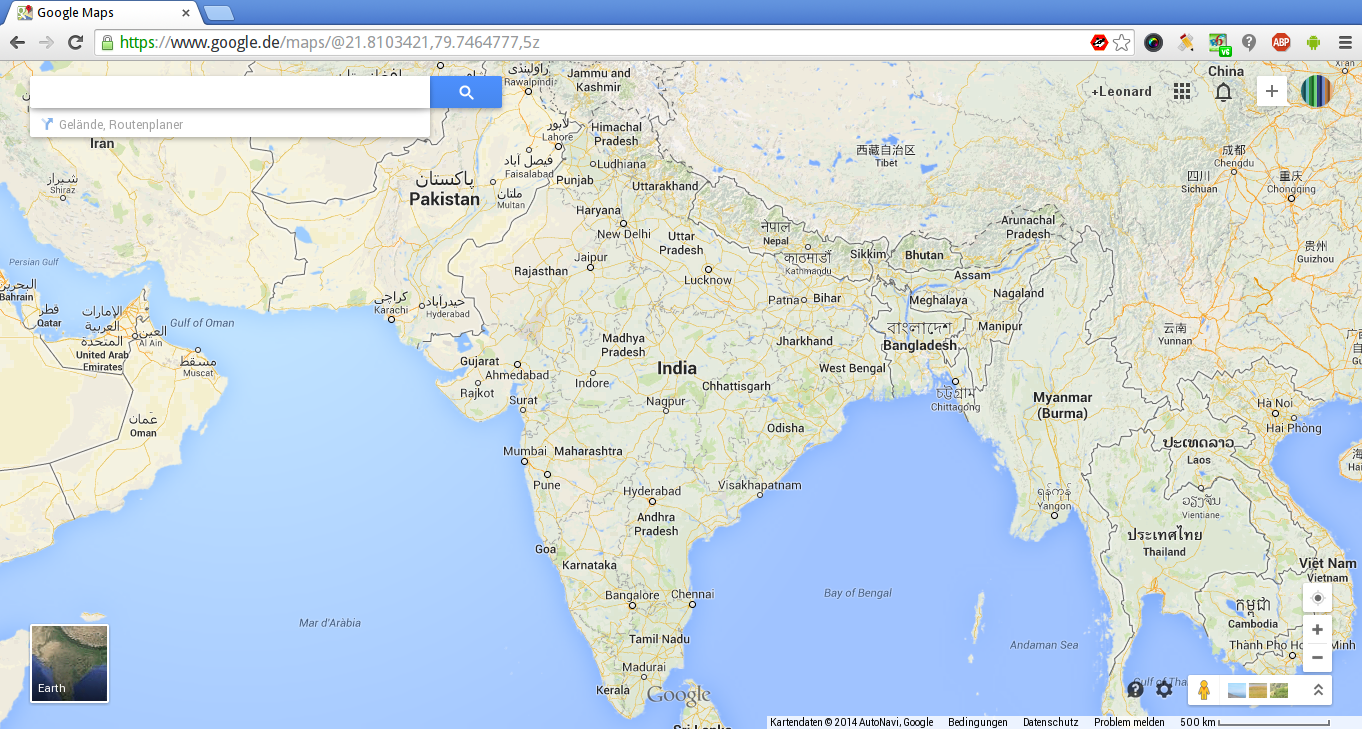 Google Maps
https://www.google.de/maps/@21.8103421,79.7464777,5z
Gelände, Routenplaner
+Leonard
China
راولپنڈی
Rawalpindi
Jammu and
Kashmir
لاہور
Lahore
Himachal
Pradesh
Iran
شیراز
Shiraz
فیصل آباد
Faisalabad
Ludhiana
Punjab
پاکستان
Pakistan
ملتان
Multan
Uttarakhand
西藏自治区
Tibet
成都
Chengdu
四川
Sichuan
重庆
Chongqing
Haryana
New Delhi
Uttar
Pradesh
नेपाल
Nepal
काठमाडौं
Kathmandu
Sikkim
Bhutan
Arunachal
Pradesh
贵州
Guizhou
Persian Gulf
البحرين
Bahrain
قطر
Qatar
Jaipur
Rajasthan
Lucknow
Assam
Nagaland
Patna
Bihar
Meghalaya
كراچى
Karachi
حیدرآباد
Hyderabad
الإمارات
العربية
المتحدة
United Arab
Emirates
العين
Al Ain
Gulf of Oman
مسقط
Muscat
বাংলাদেশ
Bangladesh
Manipur
云南
Yunnan
Madhya
Pradesh
Jharkhand
West Bengal
Gujarat
Ahmedabad
India
Indore
Chhattisgarh
Rajkot
Surat
Nagpur
চট্টগ্রাম
Chittagong
Myanmar
(Burma)
Hà Noi
Hai Phòng
عمان
Oman
Odisha
ປະເທດລາວ
Laos
Mumbai
Maharashtra
Pune
Hyderabad
Visakhapatnam
ရန်ကုန်
Yangon
ວຽງຈັນ
Vientiane
Andhra
Pradesh
ประเทศไทย
Thailand
Goa
Karnataka
Việt Nam
Vietnam
Bangalore
Chennai
Bay of Bengal
កម្ពុជា
Cambodia
Mar d'Aràbia
Tamil Nadu
Andaman Sea
Thành Pho Ho
Minh
Madurai
Kerala
Google
Earth
Gulf of Tha
Sri Lanka
Kartendaten © 2014 AutoNavi, Google
Bedingungen
Datenschutz
Problem melden
500 km